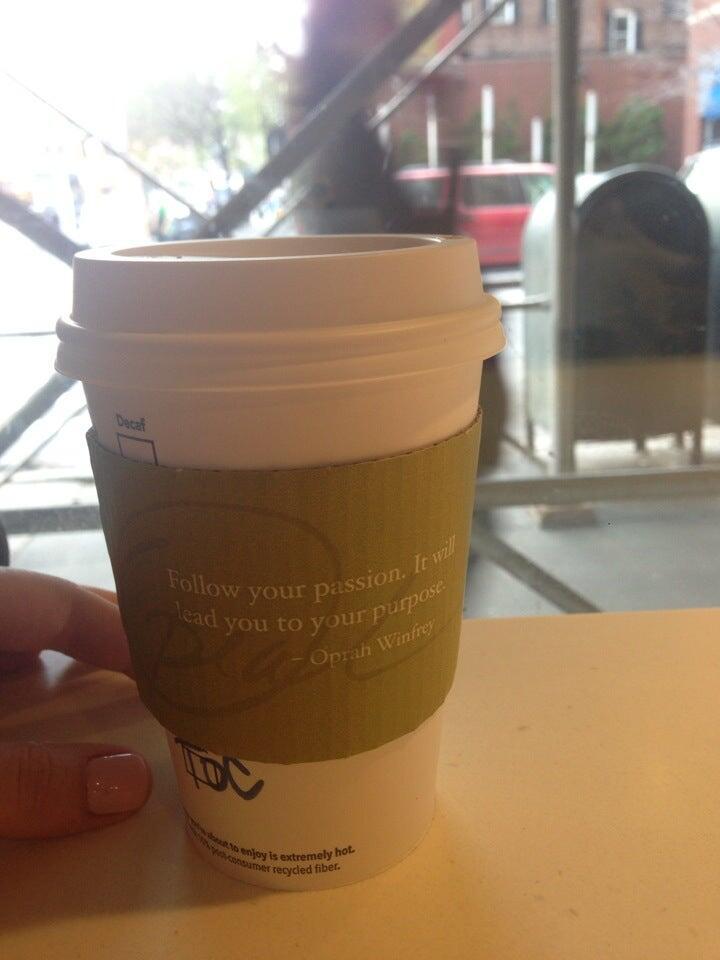 Decaf
Follow your passion. It will
lead you to your purpose.
- Oprah Winfrey
about to enjoy is extremely hot.
post-consumer recycled fiber.